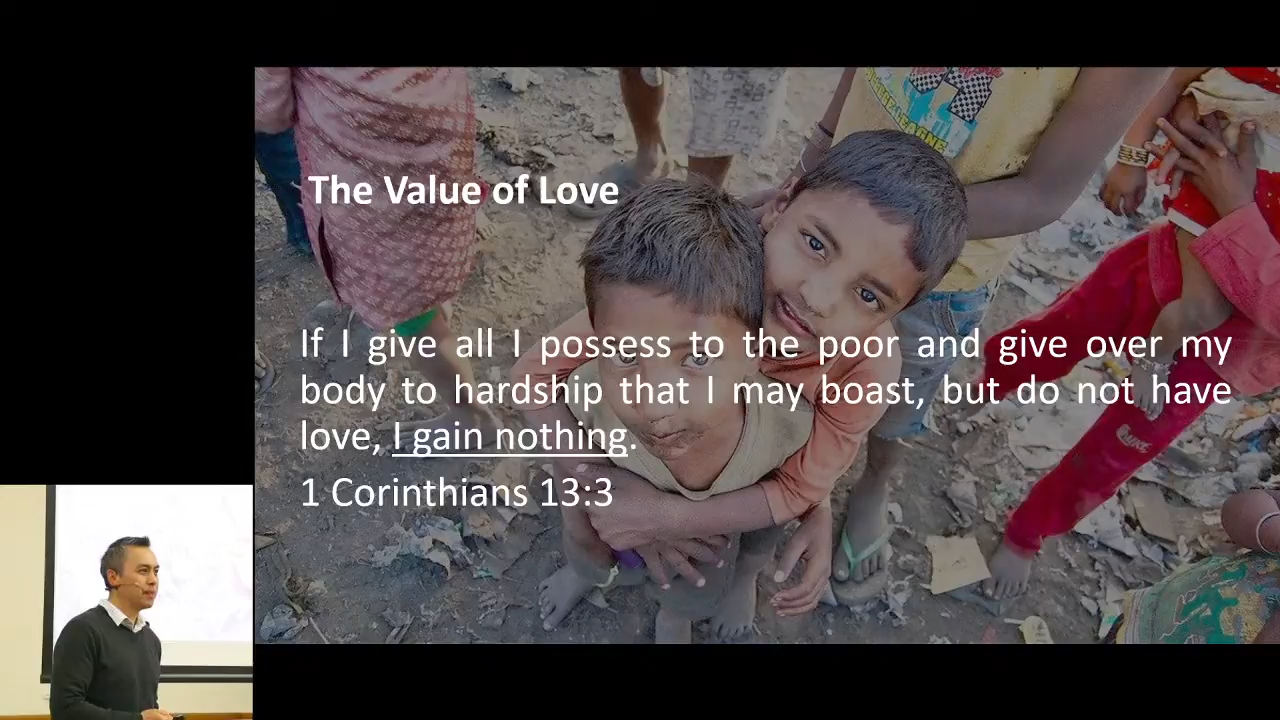 The Value of Love
If I give all I possess to the poor and give over my
body to hardship that I may boast, but do not have
love, I gain nothing.
1 Corinthians 13:3